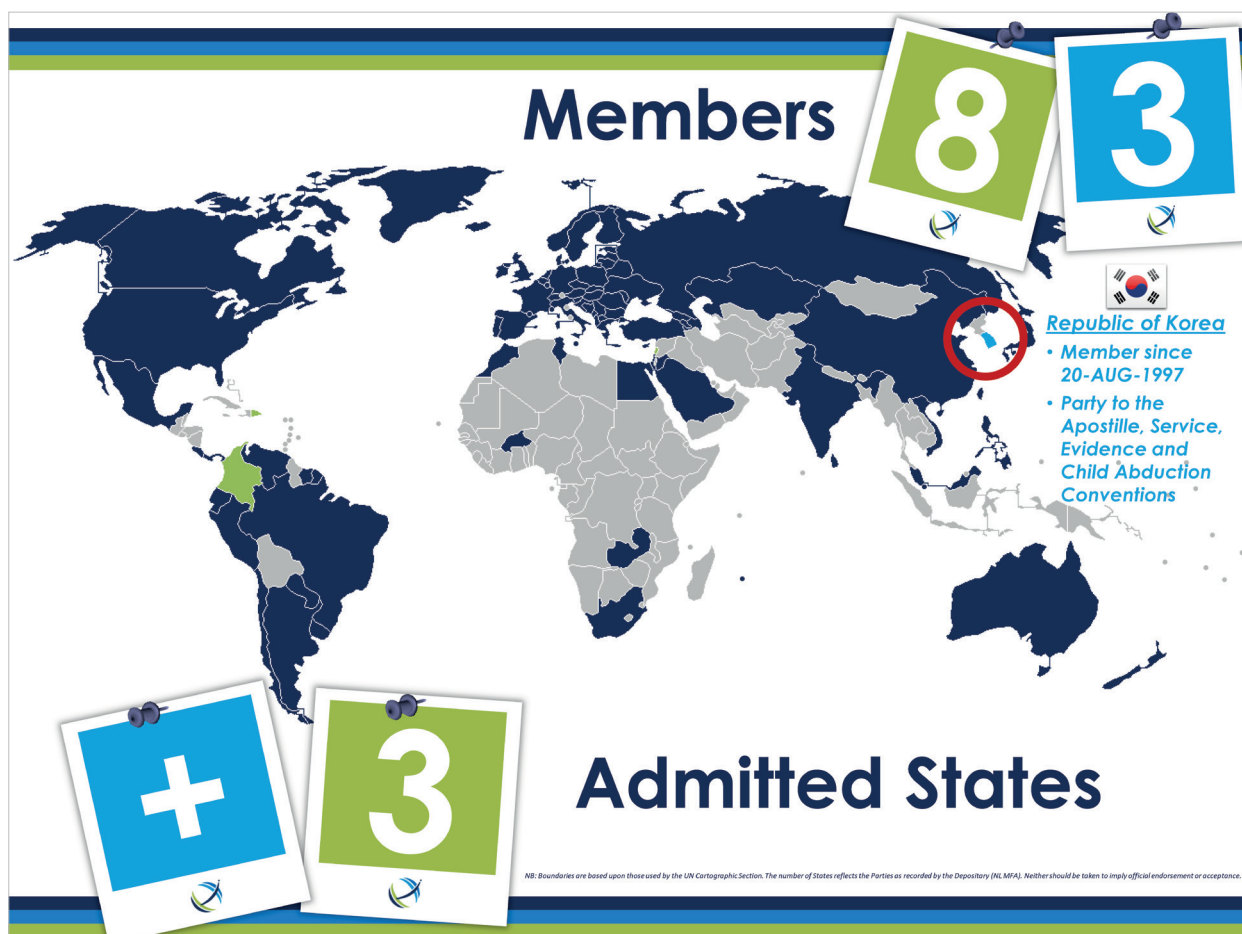 Members
8 3
Republic of Korea
• Member since
20-AUG-1997
• Party to the
Apostille, Service,
Evidence and
Child Abduction
Conventions
+ 3
Admitted States
NB: Boundaries are based upon those used by the UN Cartographic Section. The number of States reflects the Parties as recorded by the Depositary (NL MFA). Neither should be taken to imply official endorsement or acceptance.